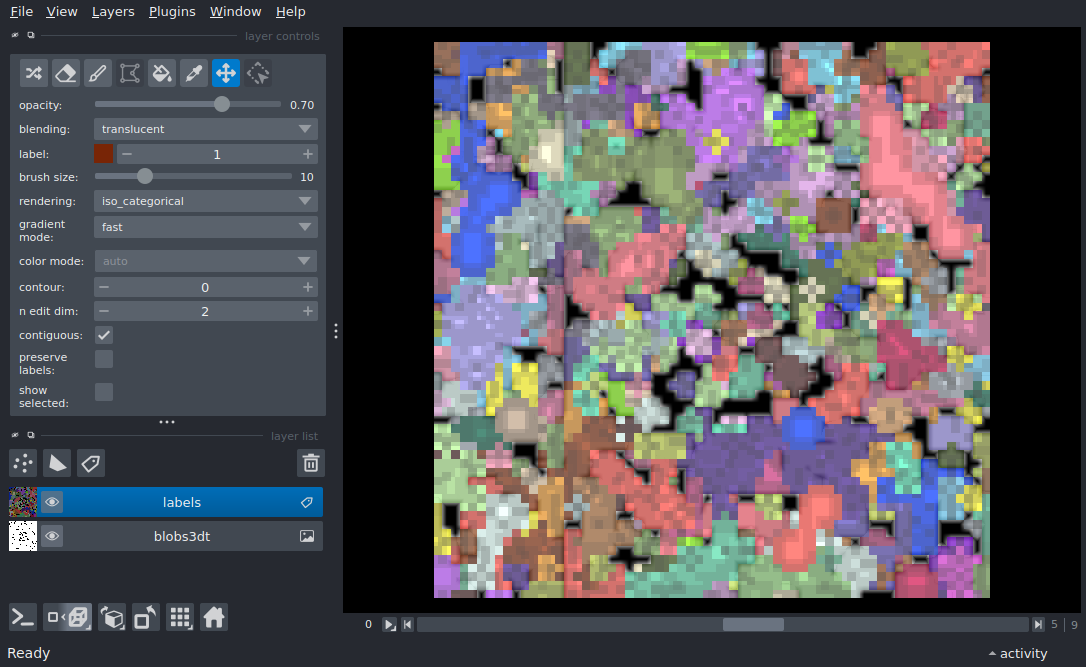 File View Layers Plugins Window Help
layer controls
opacity: 0.70
blending: translucent
label: 1
brush size: 10
rendering: iso_categorical
gradient
mode: fast
color mode: auto
contour: 0
n edit dim: 2
contiguous:
preserve
labels:
show
selected:
layer list
labels
blobs3dt
0 5 | 9
Ready activity